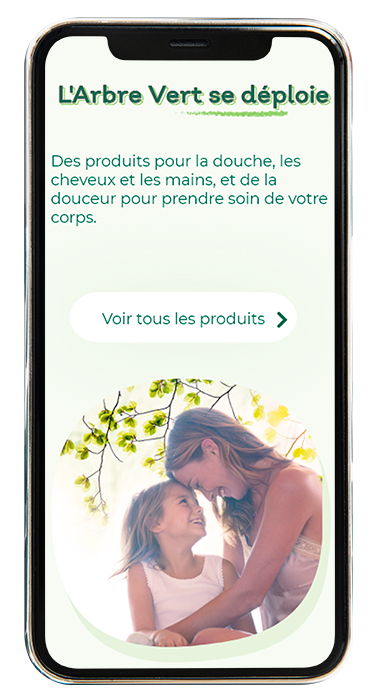 L'Arbre Vert se déploie
Des produits pour la douche, les
cheveux et les mains, et de la
douceur pour prendre soin de votre
corps.
Voir tous les produits